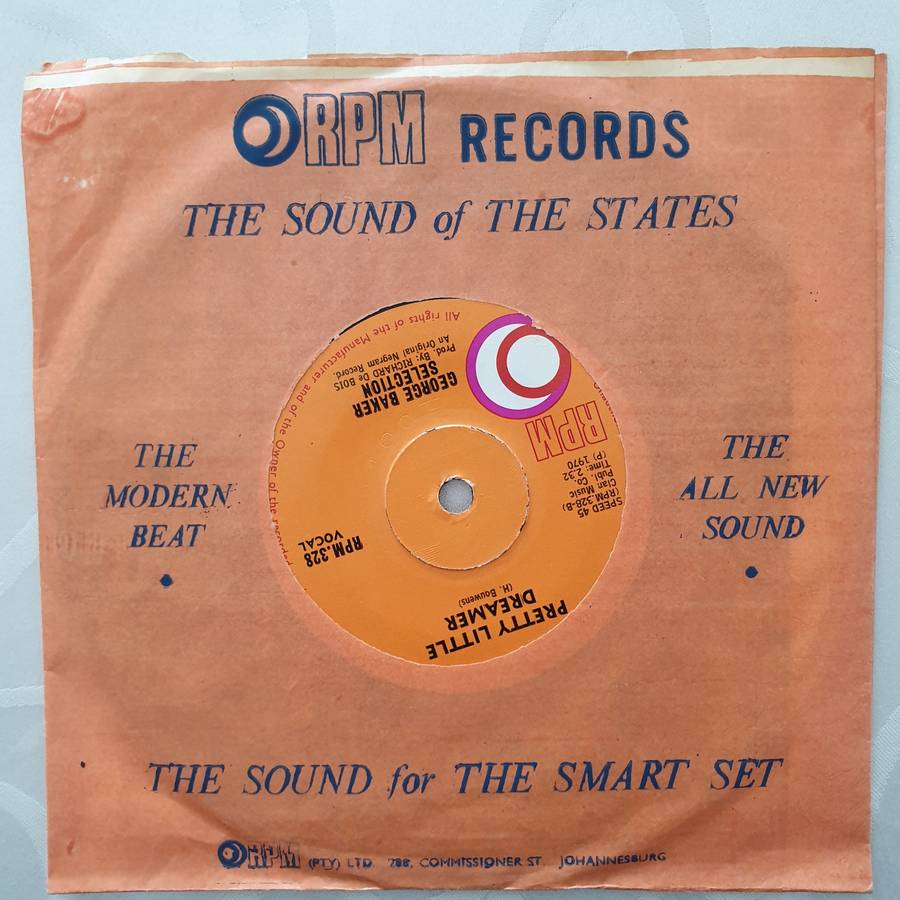 RPM RECORDS
THE SOUND of THE STATES
THE
MODERN
BEAT
THE
ALL NEW
SOUND
PRETTY LITTLE
DREAMER
(H. Bouwens)
RPM.328
VOCAL
SPEED 45
(RPM.328-B)
Clan Music
Publ. Co.
Time: 2.32
(P) 1970
RPM
GEORGE BAKER
SELECTION
Prod. By: RICHARD De BOIS
An Original Negram Record.
All rights of the Manufacturer and of the Owner of the recorded
THE SOUND for THE SMART SET
RPM (PTY) LTD. 288, COMMISSIONER ST. JOHANNESBURG